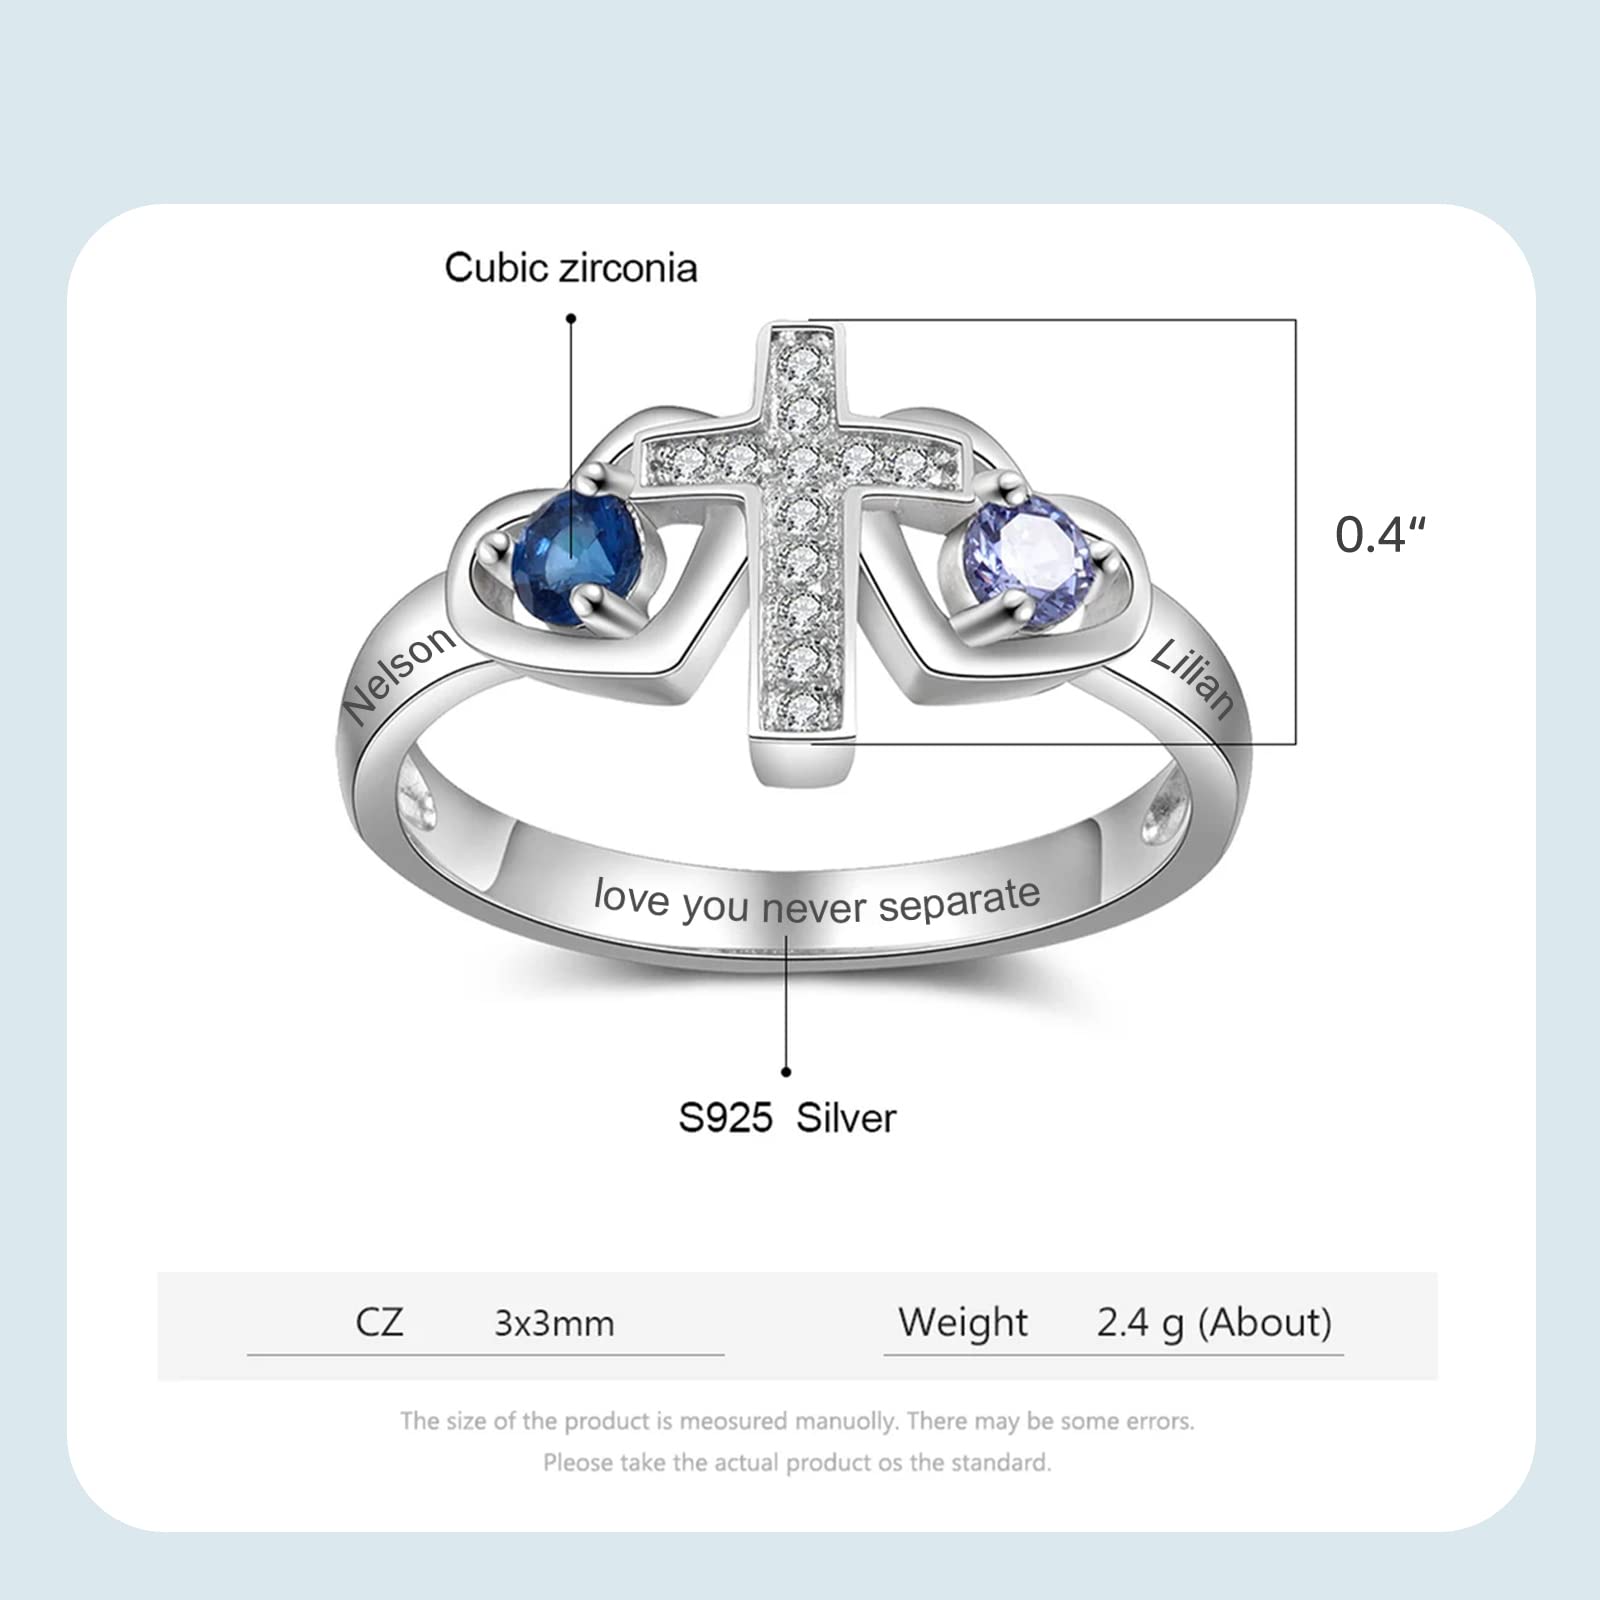 Cubic zirconia
0.4“
Nelson
Lilian
love you never separate
S925 Silver
CZ 3x3mm Weight 2.4 g (About)
The size of the product is meosured manuolly. There may be some errors.
Pleose take the actual product os the standard.